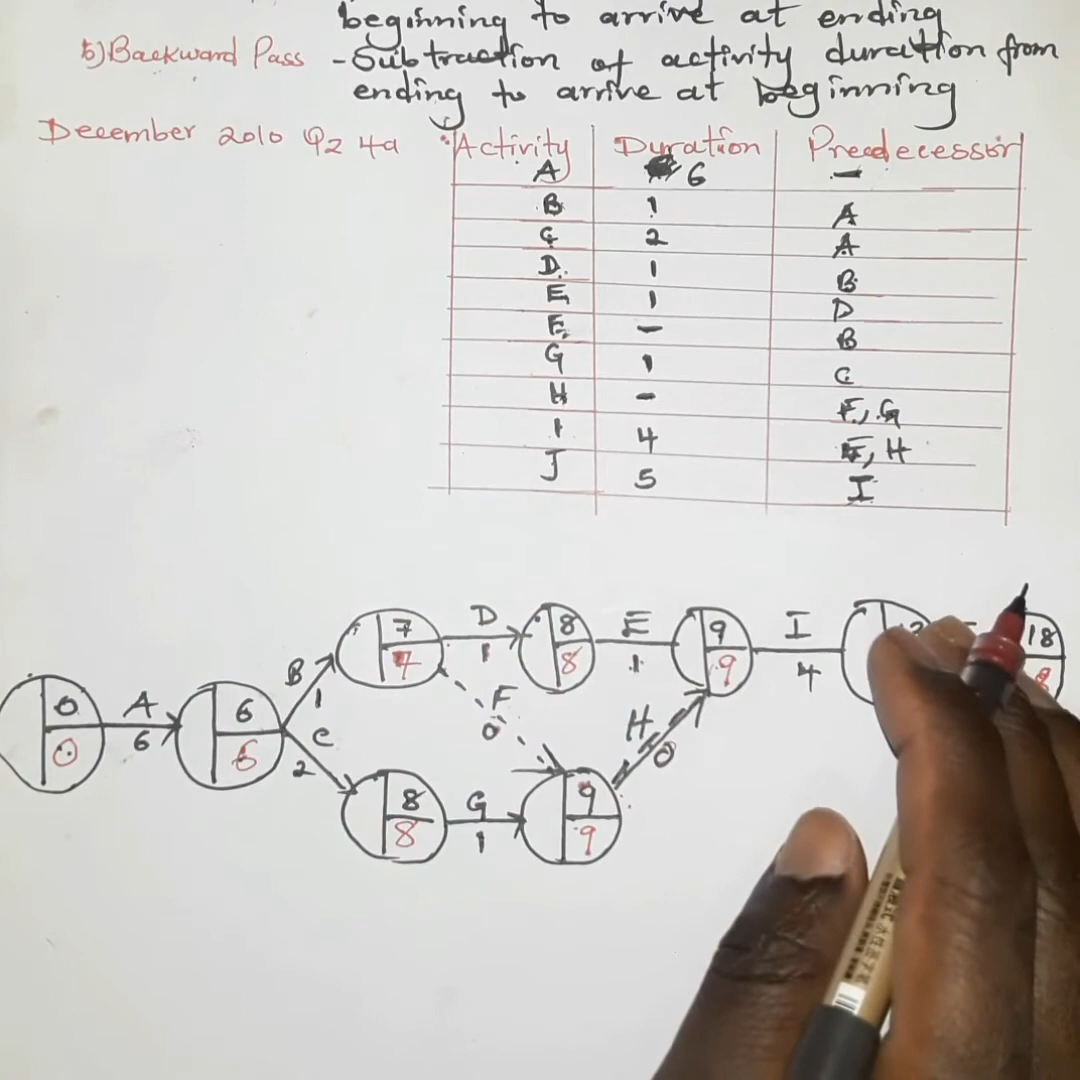 beginning to arrive at ending
5) Backward Pass - Subtraction of activity duration from
ending to arrive at beginning
December 2010 Qz 4a
Activity Duration Predecessor
A 6 -
B 1 A
C 2 A
D 1 B
E 1 D
F - B
G 1 C
H - F, G
I 4 E, H
J 5 I
7 D 8 E 9 I 18
7 1 8 1 9 4
B 1 F 0 H 0
0 A 6
0 6 6
C 2
8 G 9
8 1 9